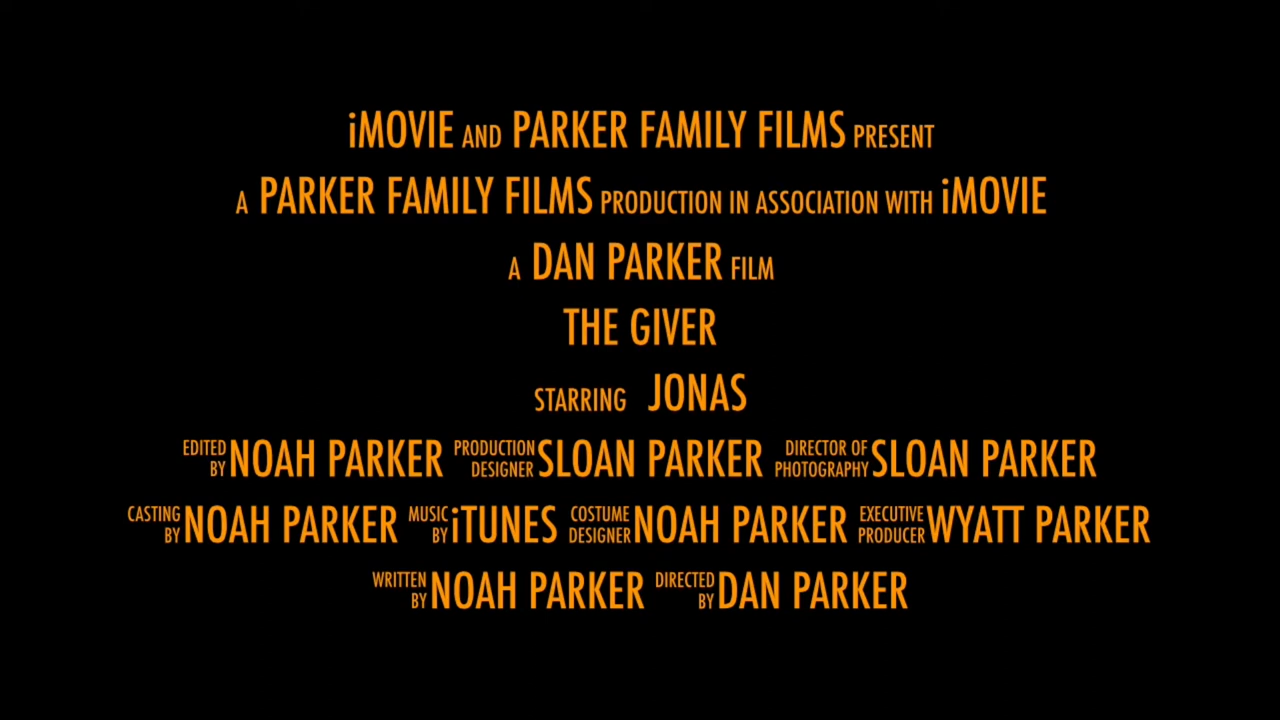 iMOVIE AND PARKER FAMILY FILMS PRESENT
A PARKER FAMILY FILMS PRODUCTION IN ASSOCIATION WITH iMOVIE
A DAN PARKER FILM
THE GIVER
STARRING JONAS
EDITED BY NOAH PARKER PRODUCTION DESIGNER SLOAN PARKER DIRECTOR OF PHOTOGRAPHY SLOAN PARKER
CASTING BY NOAH PARKER MUSIC BY iTUNES COSTUME DESIGNER NOAH PARKER EXECUTIVE PRODUCER WYATT PARKER
WRITTEN BY NOAH PARKER DIRECTED BY DAN PARKER